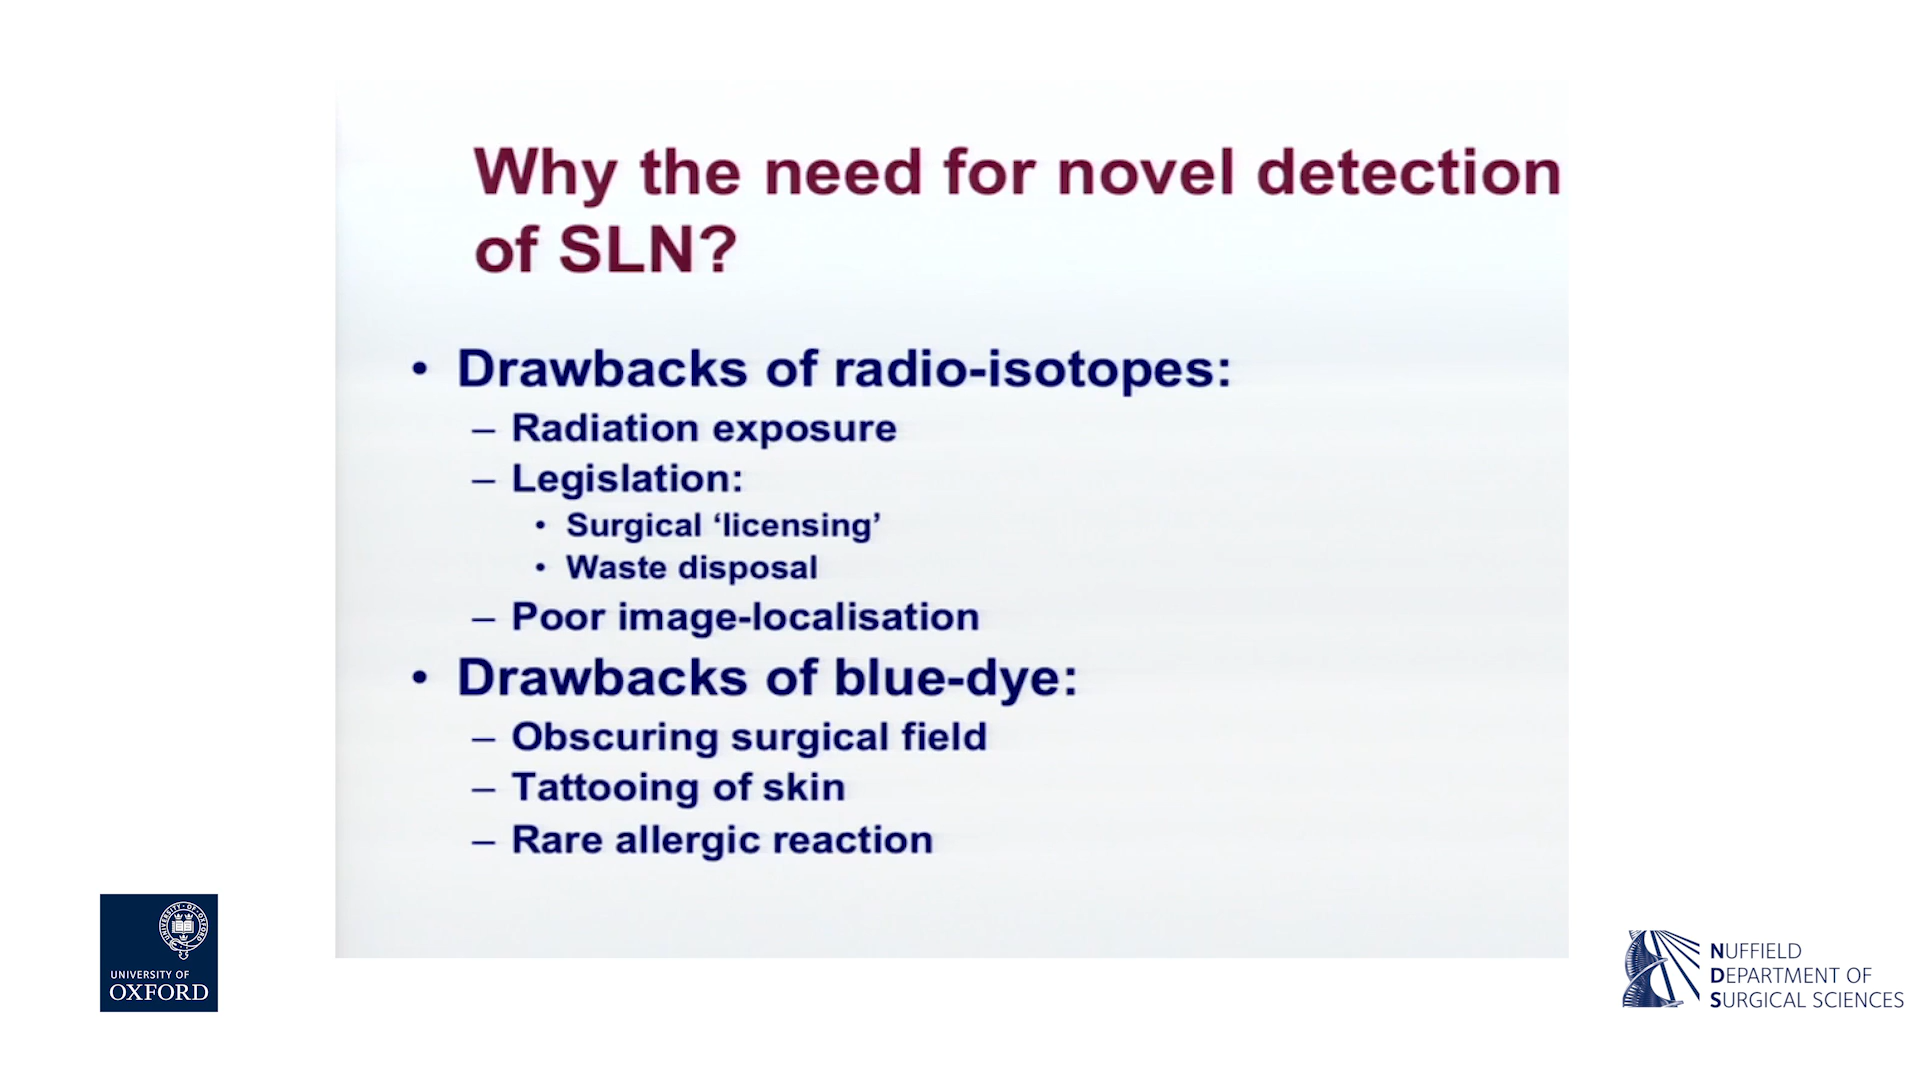 Why the need for novel detection
of SLN?
• Drawbacks of radio-isotopes:
– Radiation exposure
– Legislation:
• Surgical ‘licensing’
• Waste disposal
– Poor image-localisation
• Drawbacks of blue-dye:
– Obscuring surgical field
– Tattooing of skin
– Rare allergic reaction
UNIVERSITY OF
OXFORD
NUFFIELD
DEPARTMENT OF
SURGICAL SCIENCES